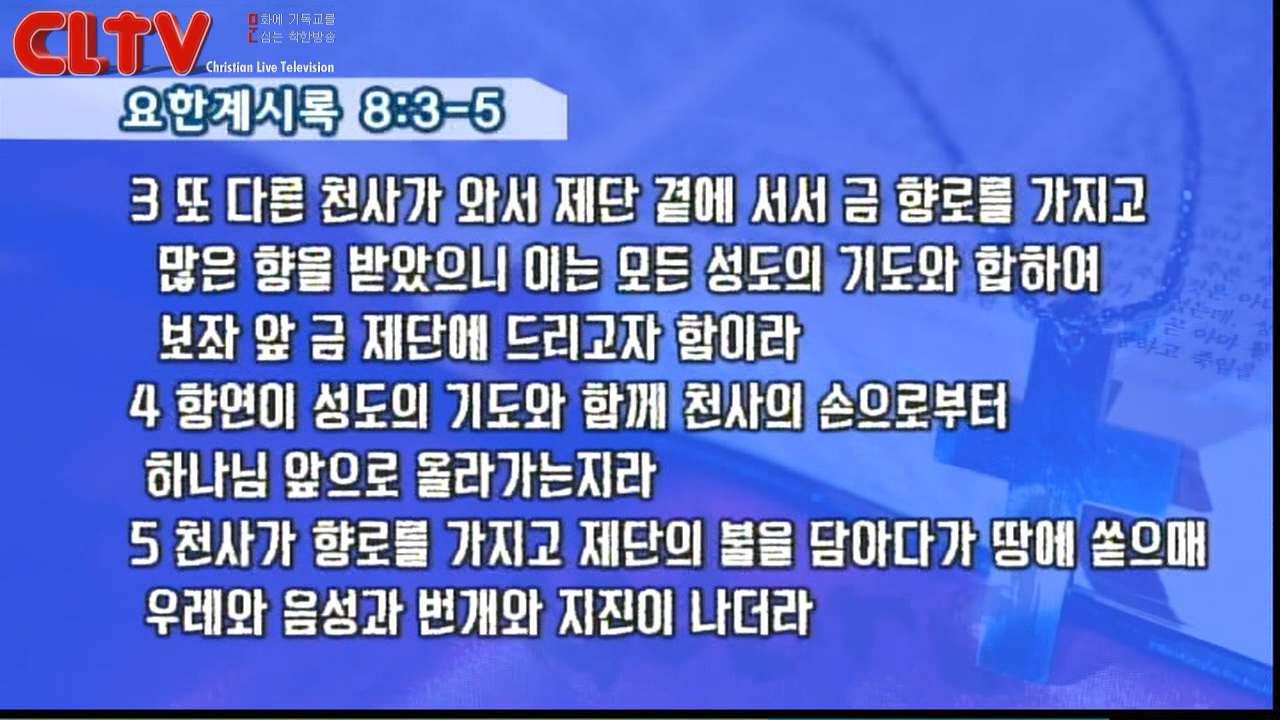 CLTV
문화에 기독교를
심는 착한방송
Christian Live Television
요한계시록 8:3-5
3 또 다른 천사가 와서 제단 곁에 서서 금 향로를 가지고
많은 향을 받았으니 이는 모든 성도의 기도와 합하여
보좌 앞 금 제단에 드리고자 함이라
4 향연이 성도의 기도와 함께 천사의 손으로부터
하나님 앞으로 올라가는지라
5 천사가 향로를 가지고 제단의 불을 담아다가 땅에 쏟으매
우레와 음성과 번개와 지진이 나더라